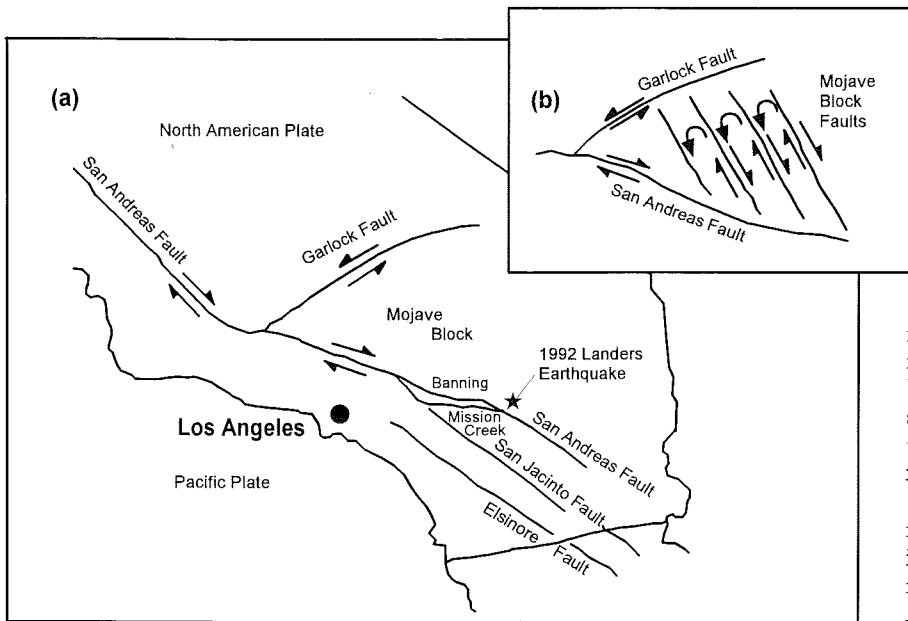 (a)
North American Plate
San Andreas Fault
Garlock Fault
Mojave
Block
1992 Landers
Earthquake
Banning
Mission
Creek
San Andreas Fault
San Jacinto Fault
Elsinore Fault
Los Angeles
Pacific Plate
(b)
Garlock Fault
Mojave
Block
Faults
San Andreas Fault